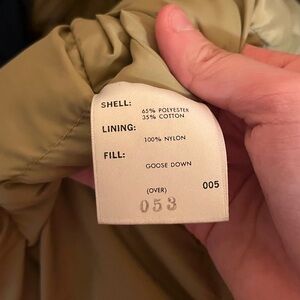 SHELL:
65% POLYESTER
35% COTTON
LINING:
100% NYLON
FILL:
GOOSE DOWN
(OVER) 005
053